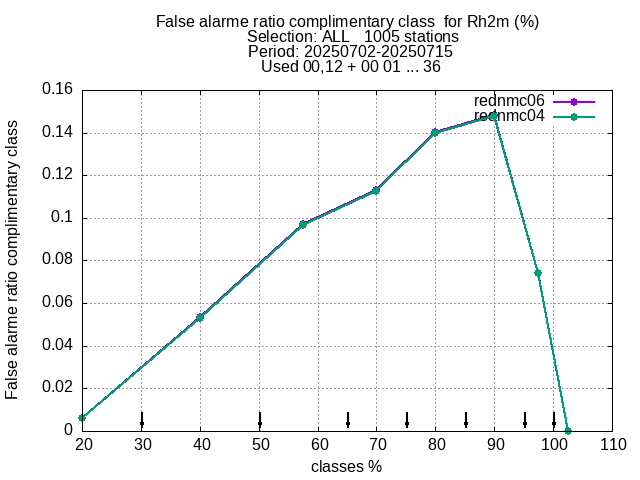 False alarme ratio complimentary class  for Rh2m (%)
Selection: ALL   1005 stations
Period: 20250702-20250715
Used 00,12 + 00 01 ... 36
rednmc06
rednmc04
False alarme ratio complimentary class
0.16
0.14
0.12
0.1
0.08
0.06
0.04
0.02
0
20 30 40 50 60 70 80 90 100 110
classes %